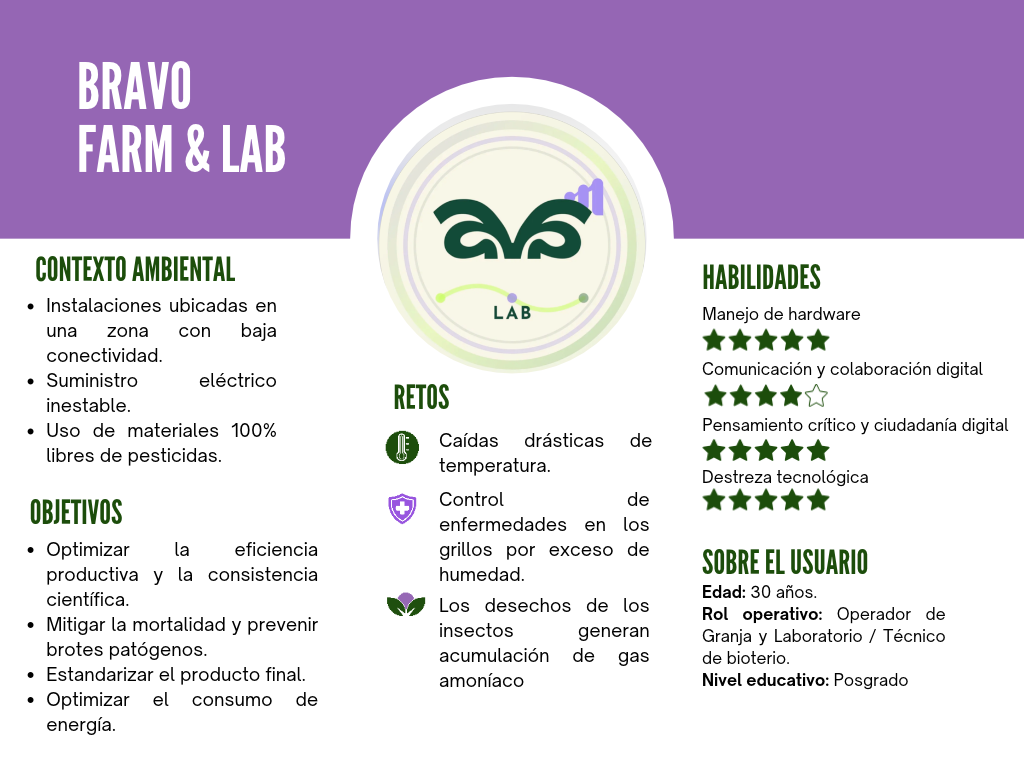 BRAVO
FARM & LAB
LAB
CONTEXTO AMBIENTAL
• Instalaciones ubicadas en
una zona con baja
conectividad.
• Suministro eléctrico
inestable.
• Uso de materiales 100%
libres de pesticidas.
OBJETIVOS
• Optimizar la eficiencia
productiva y la consistencia
científica.
• Mitigar la mortalidad y prevenir
brotes patógenos.
• Estandarizar el producto final.
• Optimizar el consumo de
energía.
RETOS
Caídas drásticas de
temperatura.
Control de
enfermedades en los
grillos por exceso de
humedad.
Los desechos de los
insectos generan
acumulación de gas
amoníaco
HABILIDADES
Manejo de hardware
Comunicación y colaboración digital
Pensamiento crítico y ciudadanía digital
Destreza tecnológica
SOBRE EL USUARIO
Edad: 30 años.
Rol operativo: Operador de
Granja y Laboratorio / Técnico
de bioterio.
Nivel educativo: Posgrado